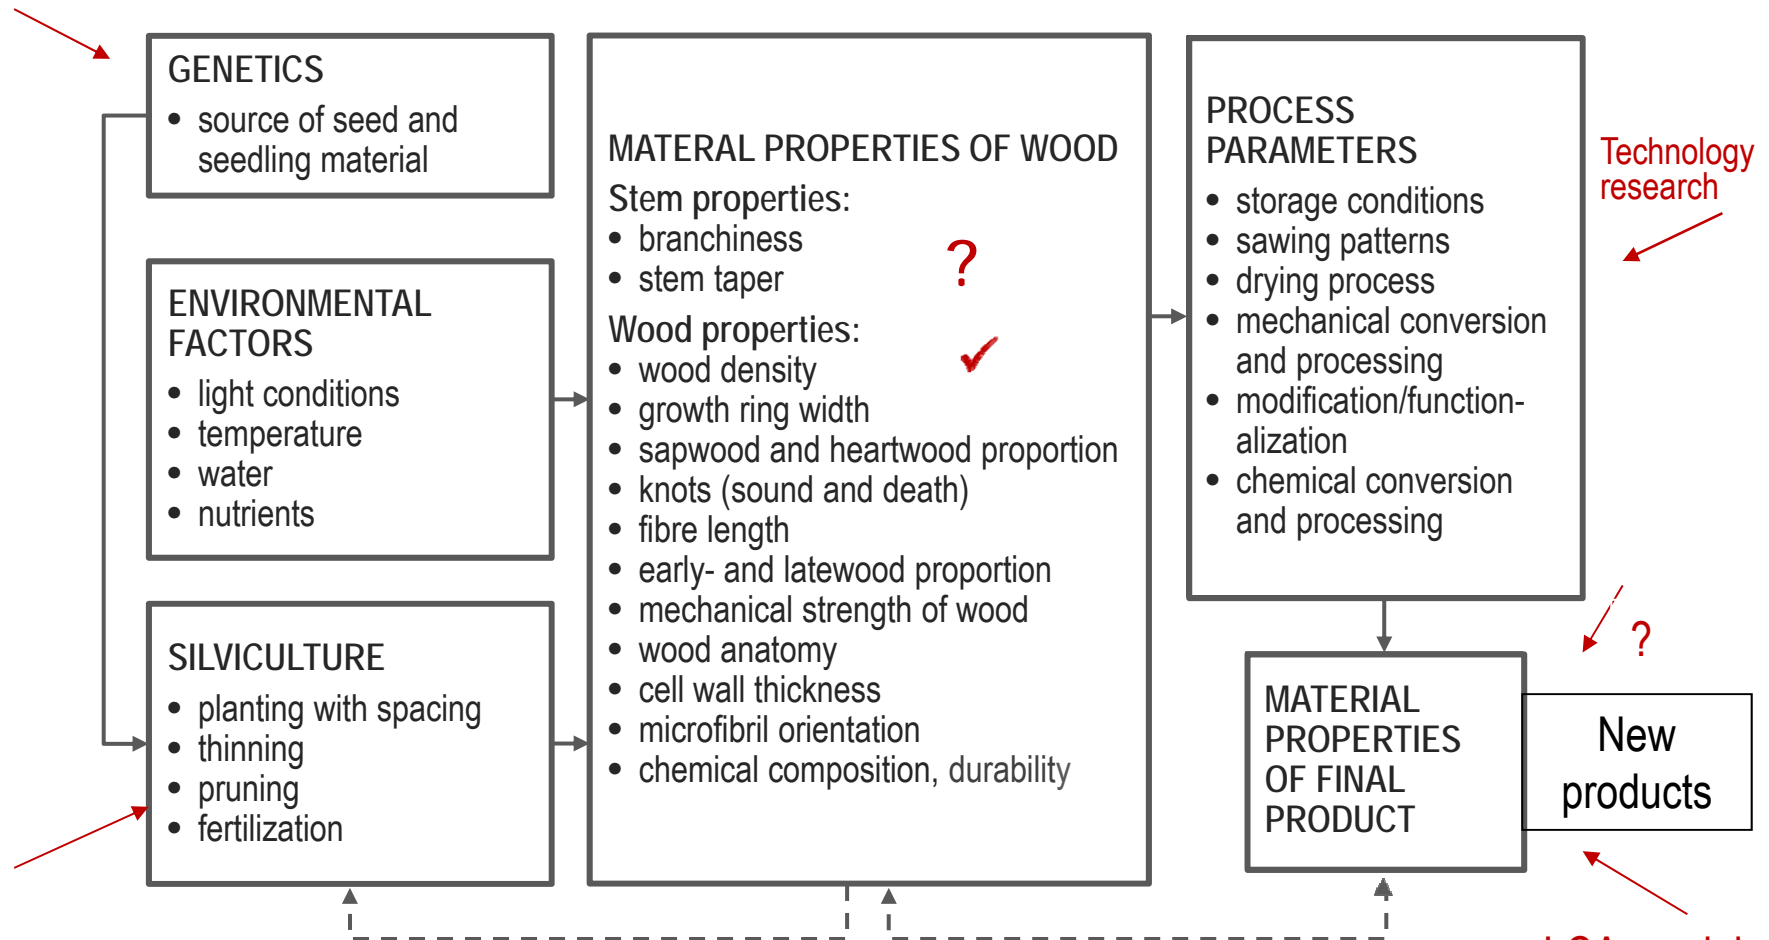 GENETICS
• source of seed and
seedling material
ENVIRONMENTAL
FACTORS
• light conditions
• temperature
• water
• nutrients
SILVICULTURE
• planting with spacing
• thinning
• pruning
• fertilization
MATERAL PROPERTIES OF WOOD
Stem properties:
• branchiness
• stem taper
?
Wood properties:
• wood density
• growth ring width
• sapwood and heartwood proportion
• knots (sound and death)
• fibre length
• early- and latewood proportion
• mechanical strength of wood
• wood anatomy
• cell wall thickness
• microfibril orientation
• chemical composition, durability
PROCESS
PARAMETERS
• storage conditions
• sawing patterns
• drying process
• mechanical conversion
and processing
• modification/function-
alization
• chemical conversion
and processing
Technology
research
?
MATERIAL
PROPERTIES
OF FINAL
PRODUCT
New
products